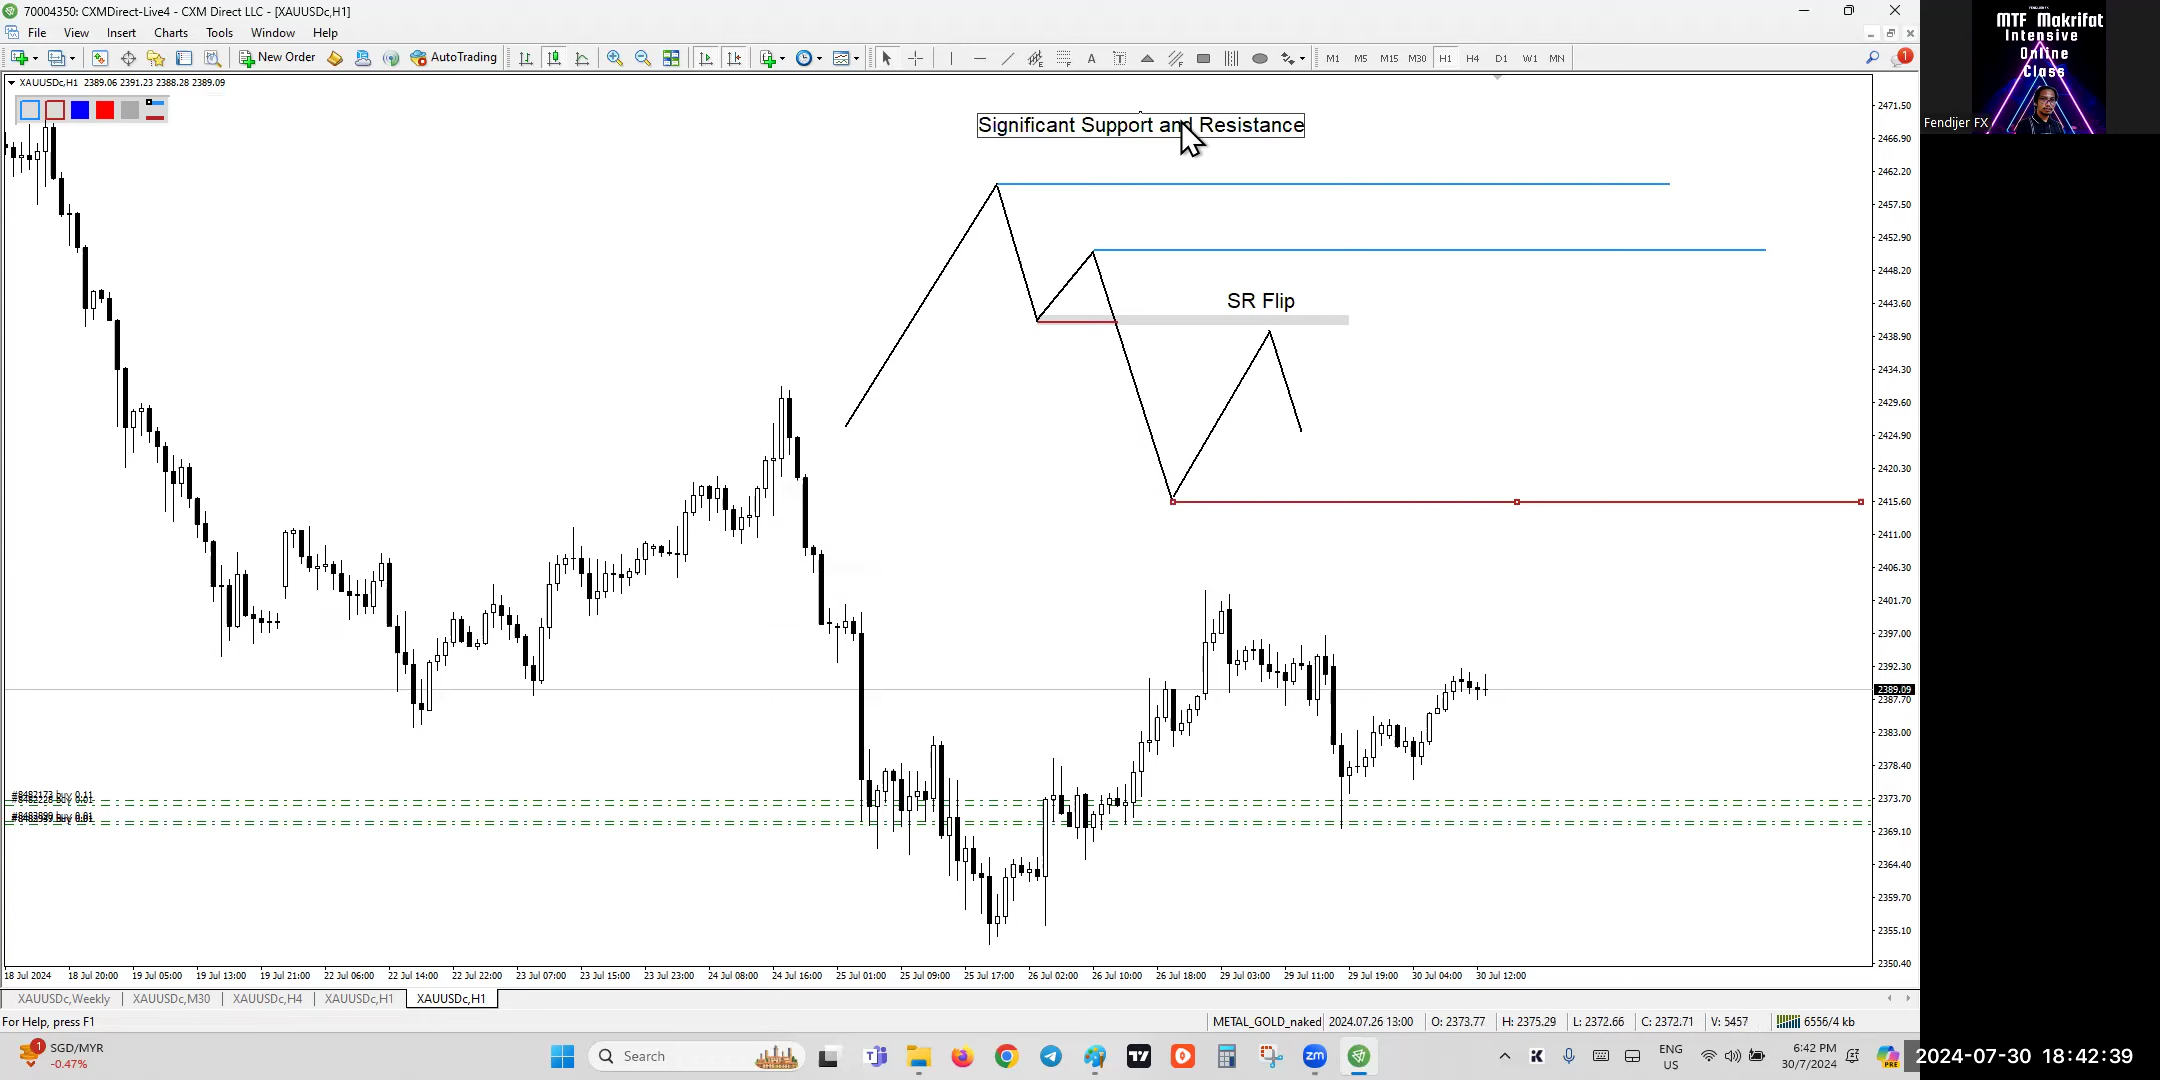 70004350: CXMDirect-Live4 - CXM Direct LLC - [XAUUSDc,H1]
File View Insert Charts Tools Window Help
New Order AutoTrading A T M1 M5 M15 M30 H1 H4 D1 W1 MN 1
XAUUSDc,H1 2389.06 2391.23 2388.28 2389.09
Significant Support and Resistance
SR Flip
2471.50
2466.90
2462.20
2457.50
2452.90
2448.20
2443.60
2438.90
2434.30
2429.60
2424.90
2420.30
2415.60
2411.00
2406.30
2401.70
2397.00
2392.30
2389.09
2387.70
2383.00
2378.40
2373.70
2369.10
2364.40
2359.70
2355.10
2350.40
#8482173 buy 0.11
#8482228 buy 0.01
18 Jul 2024 18 Jul 20:00 19 Jul 05:00 19 Jul 13:00 19 Jul 21:00 22 Jul 06:00 22 Jul 14:00 22 Jul 22:00 23 Jul 07:00 23 Jul 15:00 23 Jul 23:00 24 Jul 08:00 24 Jul 16:00 25 Jul 01:00 25 Jul 09:00 25 Jul 17:00 26 Jul 02:00 26 Jul 10:00 26 Jul 18:00 29 Jul 03:00 29 Jul 11:00 29 Jul 19:00 30 Jul 04:00 30 Jul 12:00
XAUUSDc,Weekly XAUUSDc,M30 XAUUSDc,H4 XAUUSDc,H1 XAUUSDc,H1
For Help, press F1 METAL_GOLD_naked 2024.07.26 13:00 O: 2373.77 H: 2375.29 L: 2372.66 C: 2372.71 V: 5457 6556/4 kb
SGD/MYR
-0.47%
Search
ENG
US
6:42 PM
30/7/2024
MTF Makrifat
Intensive
Online
Class
Fendijer FX
2024-07-30 18:42:39